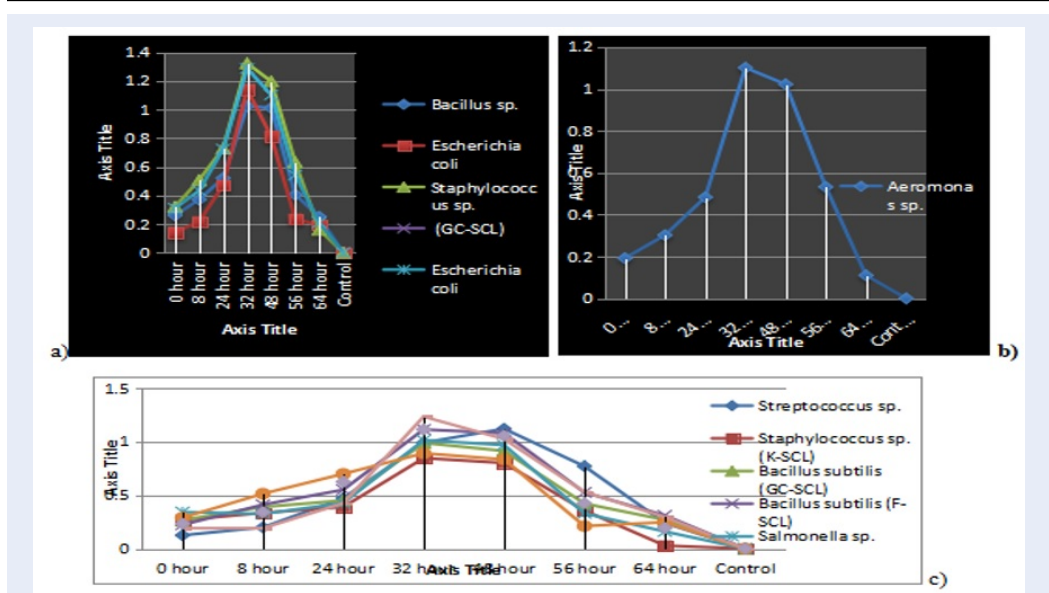 1.4
1.2
1
0.8
0.6
0.4
0.2
0
Axis Title
0 hour
8 hour
24 hour
32 hour
48 hour
56 hour
64 hour
Control
Axis Title
Bacillus sp.
Escherichia
coli
Staphylococc
us sp.
(GC-SCL)
Escherichia
coli
a)
1.2
1
0.8
0.6
0.4
0.2
0
Axis Title
0...
8...
24...
32...
48...
56...
64...
Cont...
Axis Title
Aeromona
s sp.
b)
1.5
1
0.5
0
Axis Title
0 hour 8 hour 24 hour 32 hour 48 hour 56 hour 64 hour Control
Axis Title
Streptococcus sp.
Staphylococcus sp.
(K-SCL)
Bacillus subtilis
(GC-SCL)
Bacillus subtilis (F-
SCL)
Salmonella sp.
c)